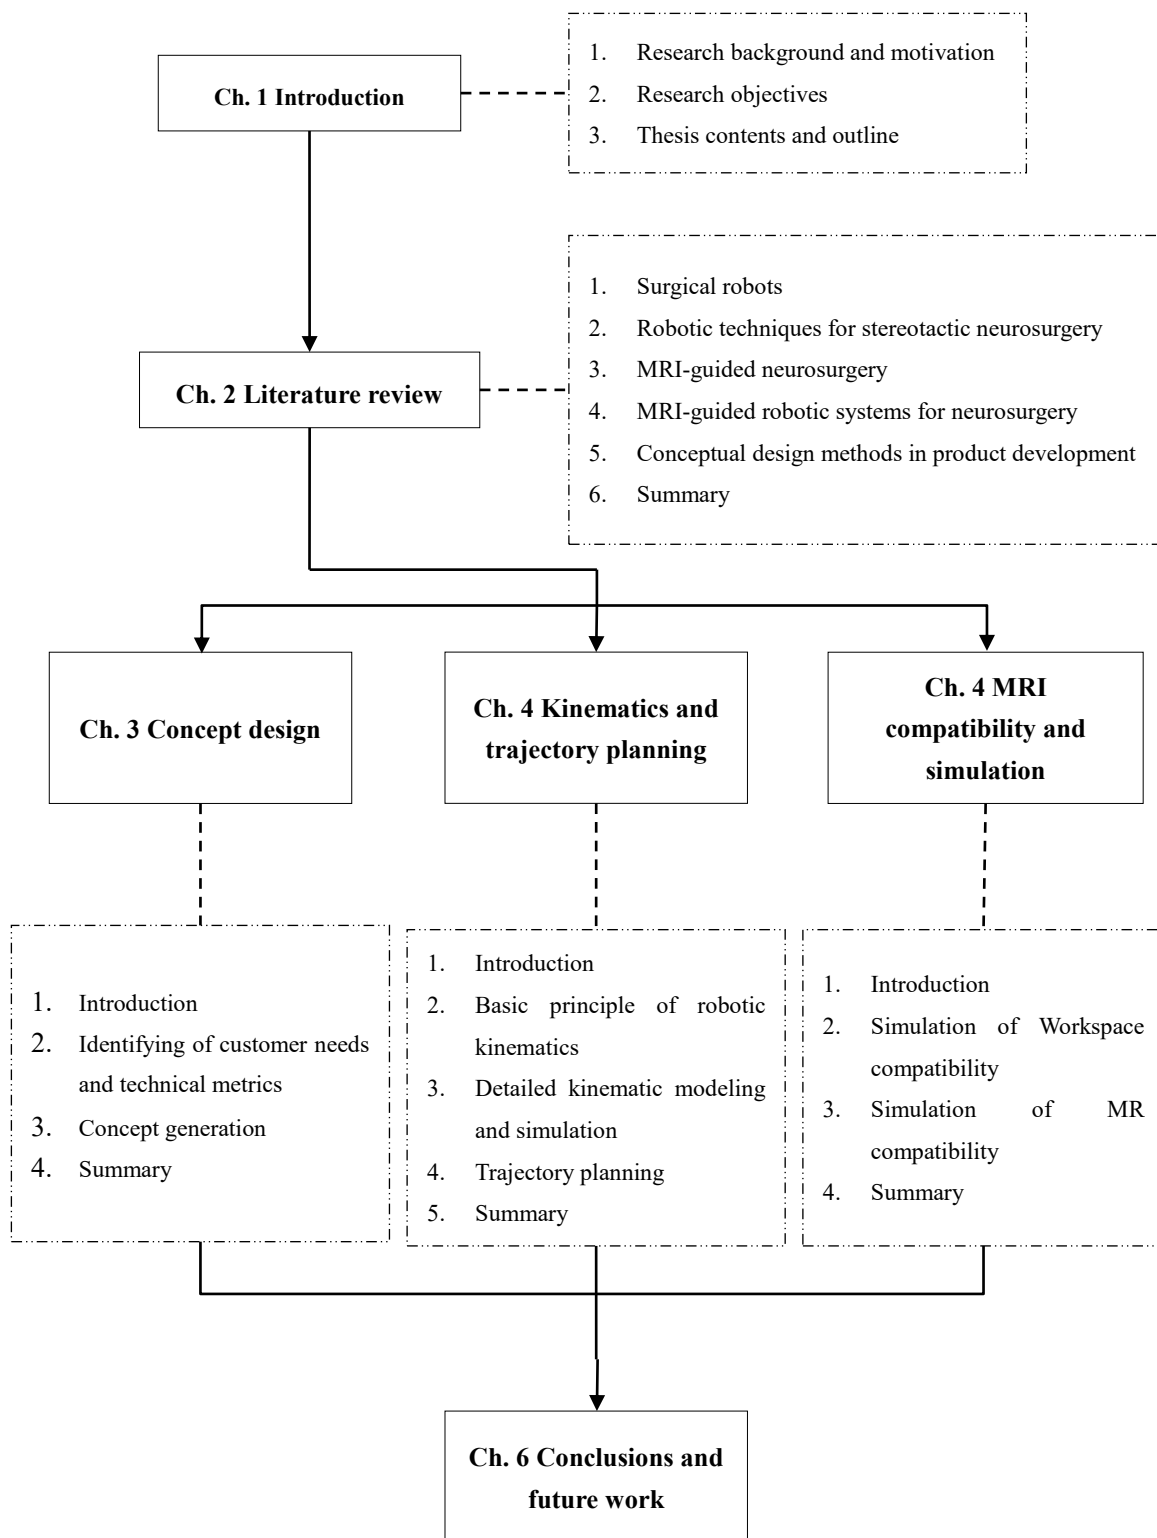 Ch. 1 Introduction
1. Research background and motivation
2. Research objectives
3. Thesis contents and outline
Ch. 2 Literature review
1. Surgical robots
2. Robotic techniques for stereotactic neurosurgery
3. MRI-guided neurosurgery
4. MRI-guided robotic systems for neurosurgery
5. Conceptual design methods in product development
6. Summary
Ch. 3 Concept design
Ch. 4 Kinematics and
trajectory planning
Ch. 4 MRI
compatibility and
simulation
1. Introduction
2. Identifying of customer needs
and technical metrics
3. Concept generation
4. Summary
1. Introduction
2. Basic principle of robotic
kinematics
3. Detailed kinematic modeling
and simulation
4. Trajectory planning
5. Summary
1. Introduction
2. Simulation of Workspace
compatibility
3. Simulation of MR
compatibility
4. Summary
Ch. 6 Conclusions and
future work